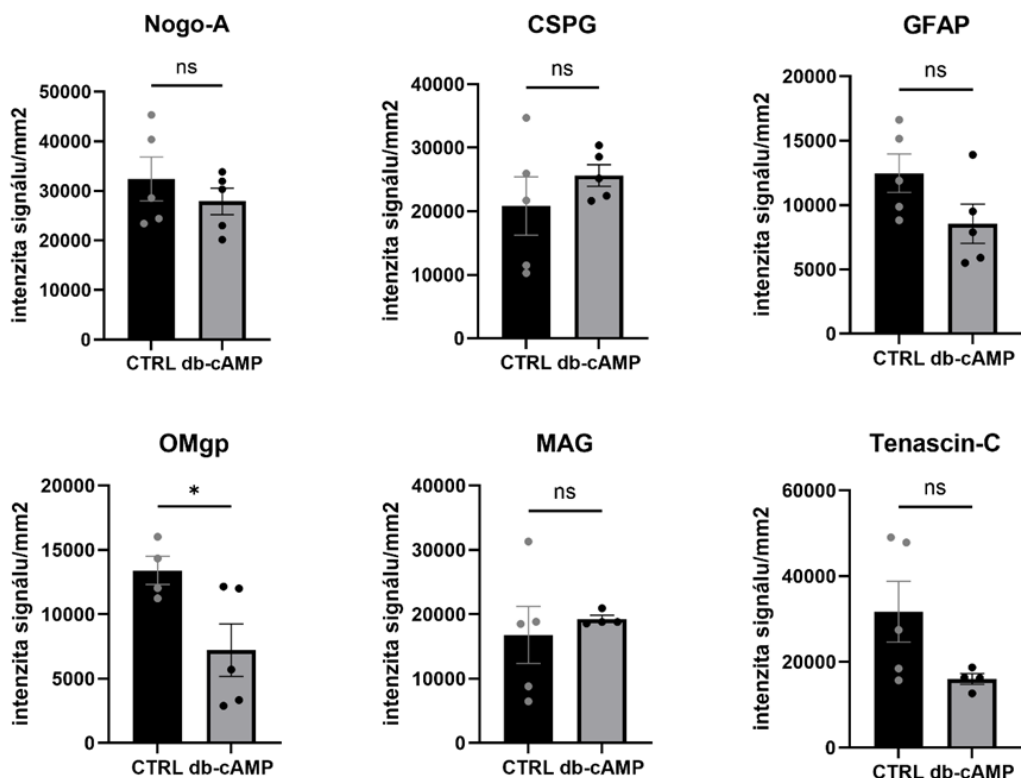 Nogo-A
ns
intenzita signálu/mm2
50000
40000
30000
20000
10000
0
CTRL db-cAMP
CSPG
ns
intenzita signálu/mm2
40000
30000
20000
10000
0
CTRL db-cAMP
GFAP
ns
intenzita signálu/mm2
20000
15000
10000
5000
0
CTRL db-cAMP
OMgp
*
intenzita signálu/mm2
20000
15000
10000
5000
0
CTRL db-cAMP
MAG
ns
intenzita signálu/mm2
40000
30000
20000
10000
0
CTRL db-cAMP
Tenascin-C
ns
intenzita signálu/mm2
60000
40000
20000
0
CTRL db-cAMP